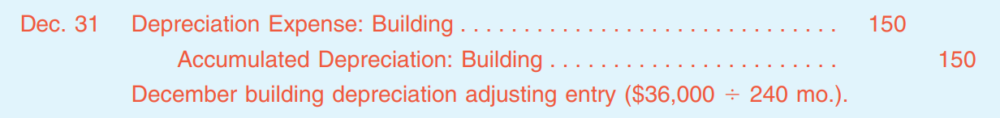 Dec. 31 Depreciation Expense: Building . . . . . . . . . . . . . . . . . . . . . . . . . . . . . . 150
Accumulated Depreciation: Building . . . . . . . . . . . . . . . . . . . . . . . 150
December building depreciation adjusting entry ($36,000 ÷ 240 mo.).